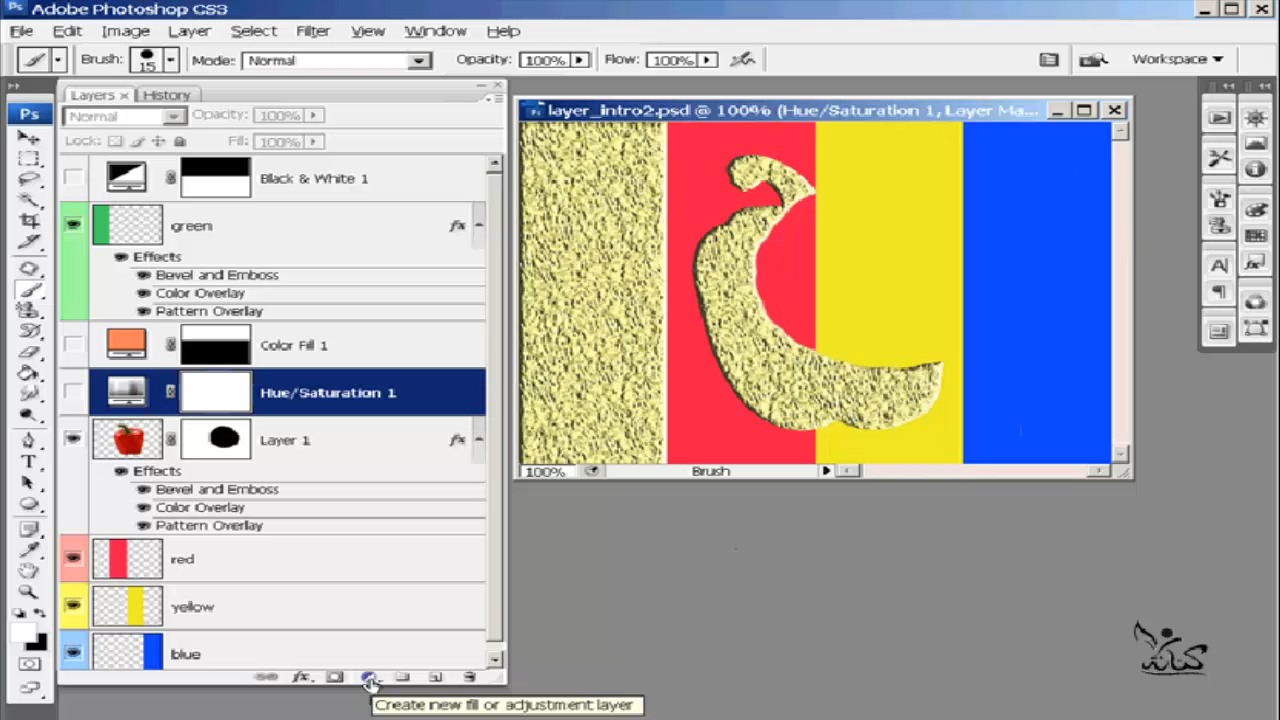 Adobe Photoshop CS3
File Edit Image Layer Select Filter View Window Help
Brush: 15 Mode: Normal Opacity: 100% Flow: 100% Workspace
Layers × History
Normal Opacity: 100%
Lock: Fill: 100%
Black & White 1
green fx
Effects
Bevel and Emboss
Color Overlay
Pattern Overlay
Color Fill 1
Hue/Saturation 1
Layer 1 fx
Effects
Bevel and Emboss
Color Overlay
Pattern Overlay
red
yellow
blue
Create new fill or adjustment layer
layer_intro2.psd @ 100% (Hue/Saturation 1, Layer Ma...
100% Brush
Ps